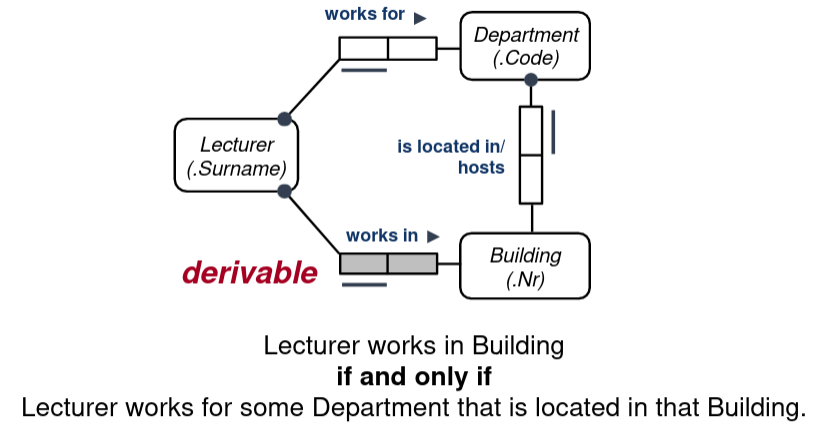 works for ▶
Department
(.Code)
Lecturer
(.Surname)
is located in/
hosts
works in ▶
derivable
Building
(.Nr)
Lecturer works in Building
if and only if
Lecturer works for some Department that is located in that Building.